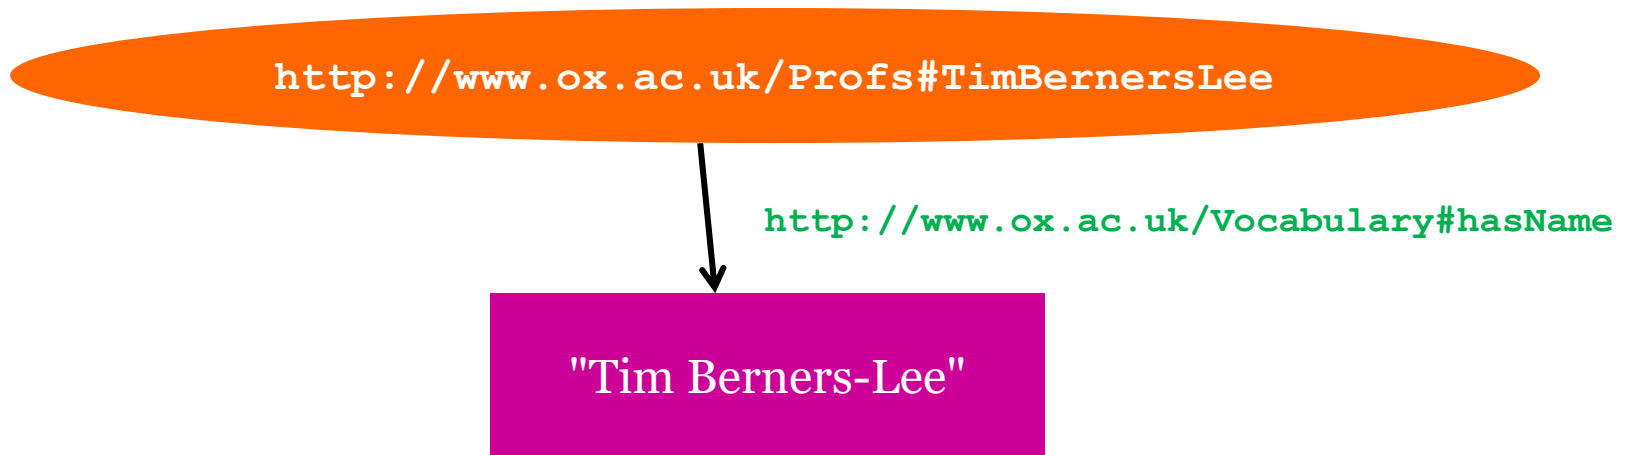 http://www.ox.ac.uk/Profs#TimBernersLee
http://www.ox.ac.uk/Vocabulary#hasName
"Tim Berners-Lee"